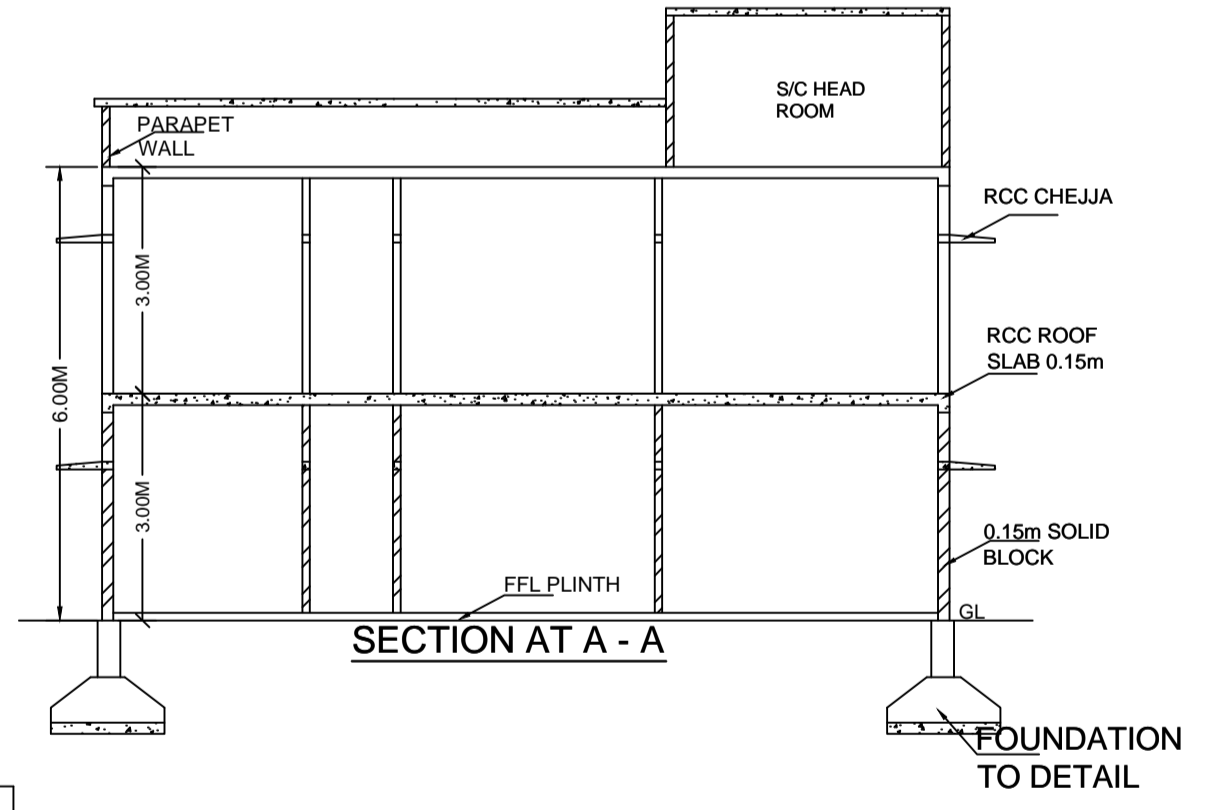 S/C HEAD
ROOM
PARAPET
WALL
RCC CHEJJA
3.00M
RCC ROOF
SLAB 0.15m
6.00M
3.00M
0.15m SOLID
BLOCK
FFL PLINTH
GL
SECTION AT A - A
FOUNDATION
TO DETAIL